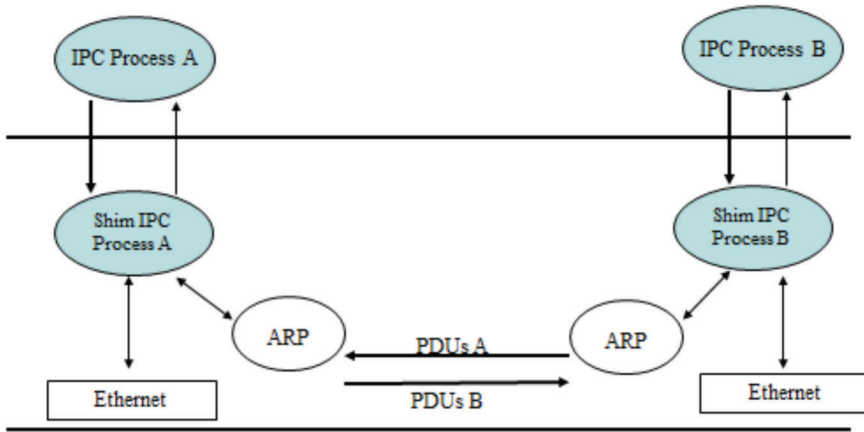 IPC Process A
IPC Process B
Shim IPC
Process A
Shim IPC
Process B
ARP
ARP
PDUs A
PDUs B
Ethernet
Ethernet